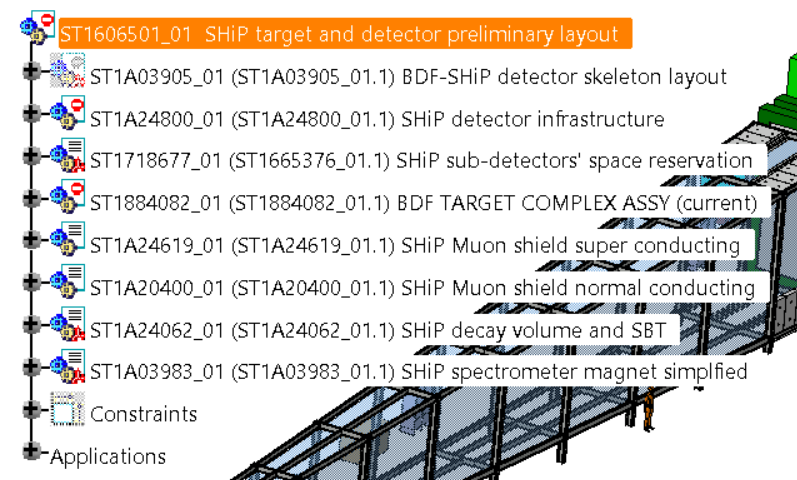 ST1606501_01 SHiP target and detector preliminary layout
ST1A03905_01 (ST1A03905_01.1) BDF-SHiP detector skeleton layout
ST1A24800_01 (ST1A24800_01.1) SHiP detector infrastructure
ST1718677_01 (ST1665376_01.1) SHiP sub-detectors' space reservation
ST1884082_01 (ST1884082_01.1) BDF TARGET COMPLEX ASSY (current)
ST1A24619_01 (ST1A24619_01.1) SHiP Muon shield super conducting
ST1A20400_01 (ST1A20400_01.1) SHiP Muon shield normal conducting
ST1A24062_01 (ST1A24062_01.1) SHiP decay volume and SBT
ST1A03983_01 (ST1A03983_01.1) SHiP spectrometer magnet simplfied
Constraints
Applications